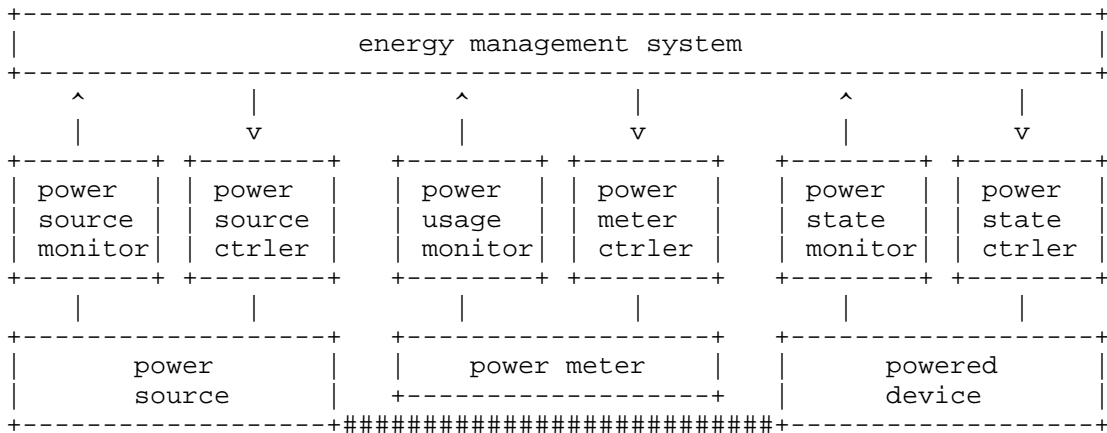 energy management system
power power power power power power
source source usage meter state state
monitor ctrler monitor ctrler monitor ctrler
power power meter powered
source device